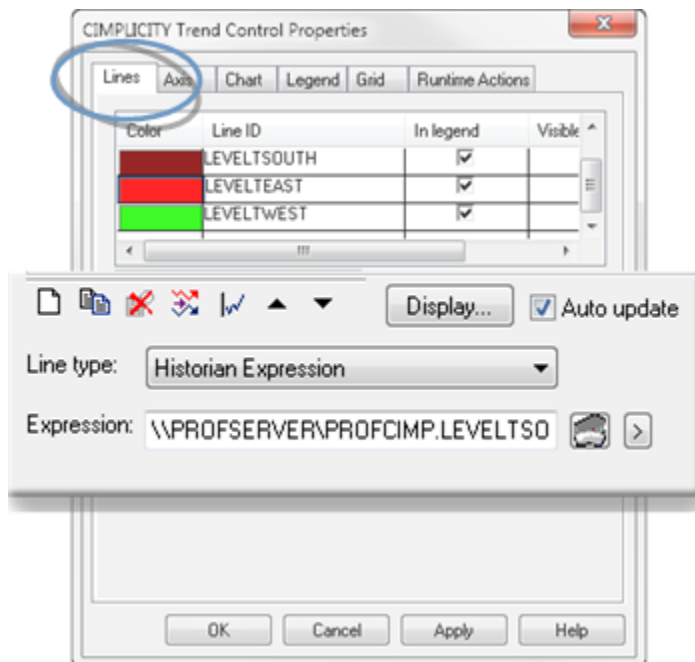 CIMPLICITY Trend Control Properties
Lines Axis Chart Legend Grid Runtime Actions
Color Line ID In legend Visible
LEVELTSOUTH
LEVELTEAST
LEVELTWEST
Display... Auto update
Line type: Historian Expression
Expression: \\PROFSERVER\PROFCIMP.LEVELTSO
OK Cancel Apply Help